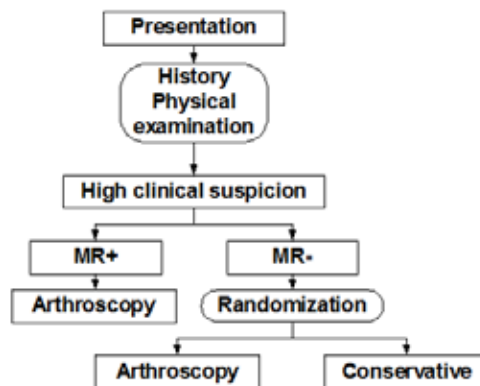 Presentation
History
Physical
examination
High clinical suspicion
MR+
MR-
Arthroscopy
Randomization
Arthroscopy
Conservative